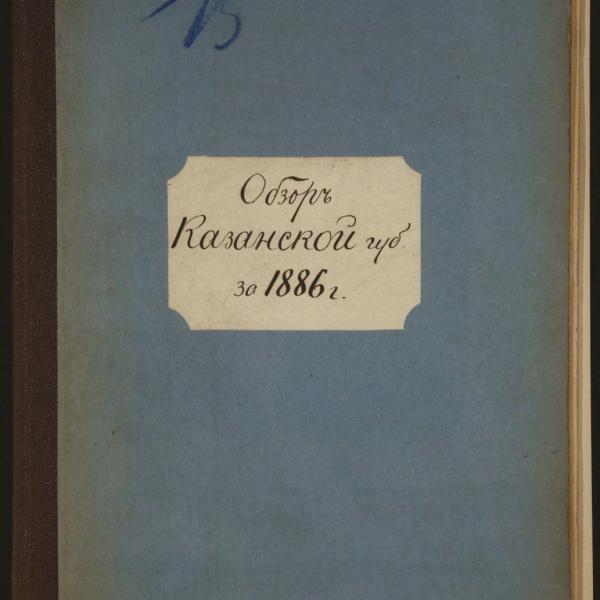 Обзоръ
Казанской губ.
за 1886 г.